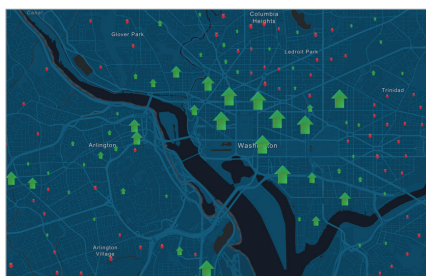 Columbia
Heights
Glover Park
Ledroit Park
Trinidad
Arlington
Washington
Arlington
Village